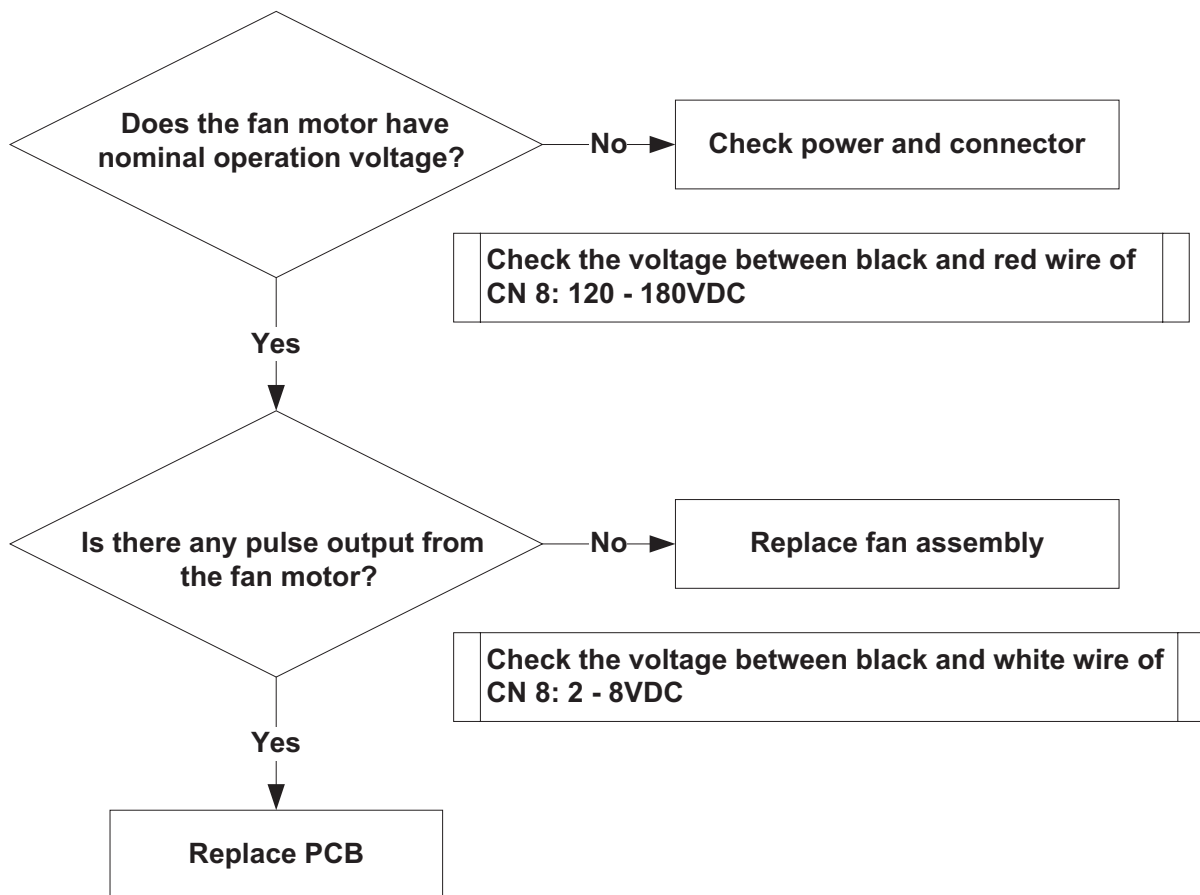 Does the fan motor have
nominal operation voltage?
No
Check power and connector
Check the voltage between black and red wire of
CN 8: 120 - 180VDC
Yes
Is there any pulse output from
the fan motor?
No
Replace fan assembly
Check the voltage between black and white wire of
CN 8: 2 - 8VDC
Yes
Replace PCB